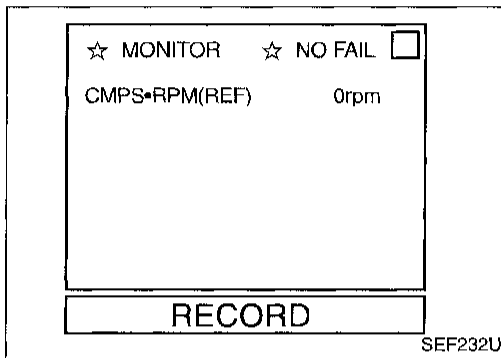 ☆ MONITOR ☆ NO FAIL
CMPS•RPM(REF) 0rpm
RECORD
SEF232U